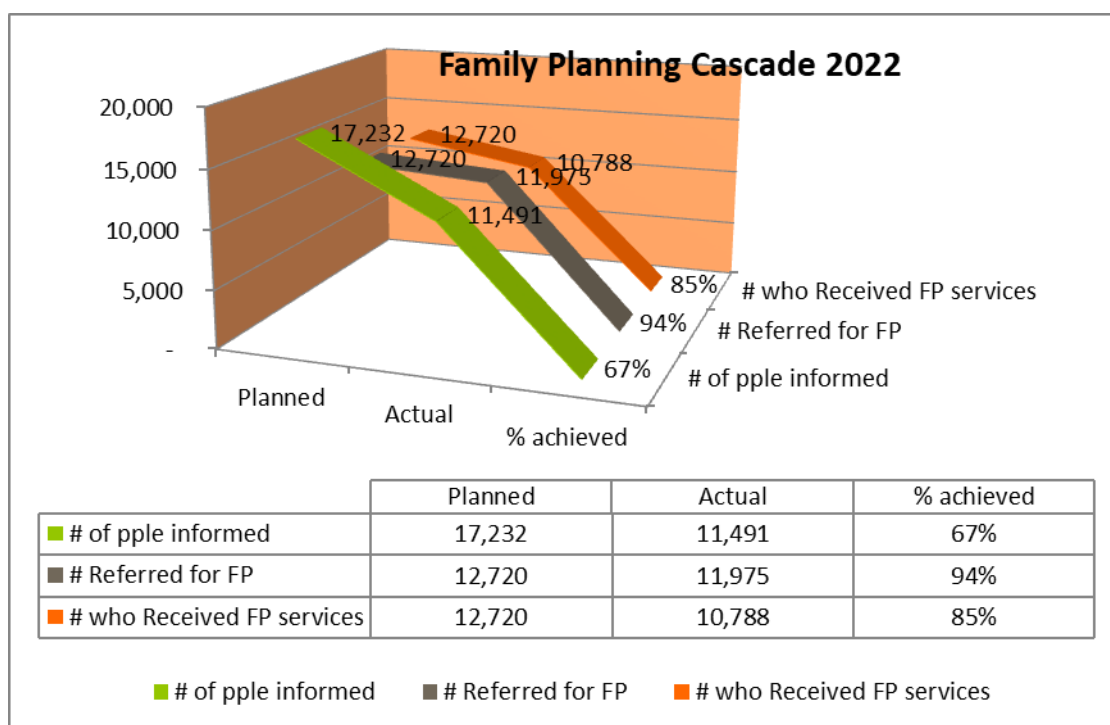 Family Planning Cascade 2022
20,000
15,000
10,000
5,000
-
17,232
12,720
12,720
10,788
11,975
11,491
85%
94%
67%
# who Received FP services
# Referred for FP
# of pple informed
Planned
Actual
% achieved
Planned Actual % achieved
# of pple informed 17,232 11,491 67%
# Referred for FP 12,720 11,975 94%
# who Received FP services 12,720 10,788 85%
# of pple informed # Referred for FP # who Received FP services